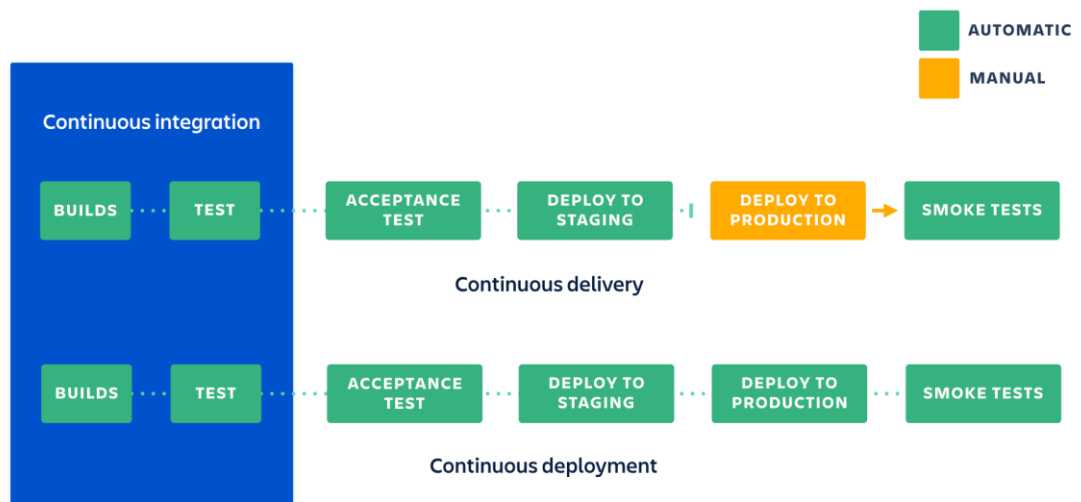 AUTOMATIC
MANUAL
Continuous integration
BUILDS
TEST
ACCEPTANCE
TEST
DEPLOY TO
STAGING
DEPLOY TO
PRODUCTION
SMOKE TESTS
Continuous delivery
BUILDS
TEST
ACCEPTANCE
TEST
DEPLOY TO
STAGING
DEPLOY TO
PRODUCTION
SMOKE TESTS
Continuous deployment